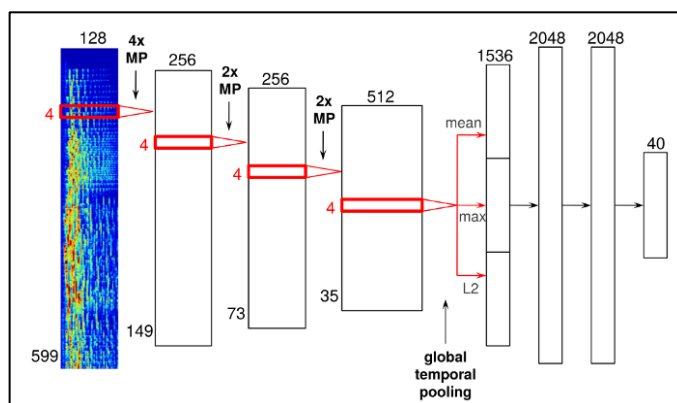 128
4x
MP
256
2x
MP
256
2x
MP
512
1536
2048
2048
40
4
4
4
4
mean
max
L2
599
149
73
35
global
temporal
pooling